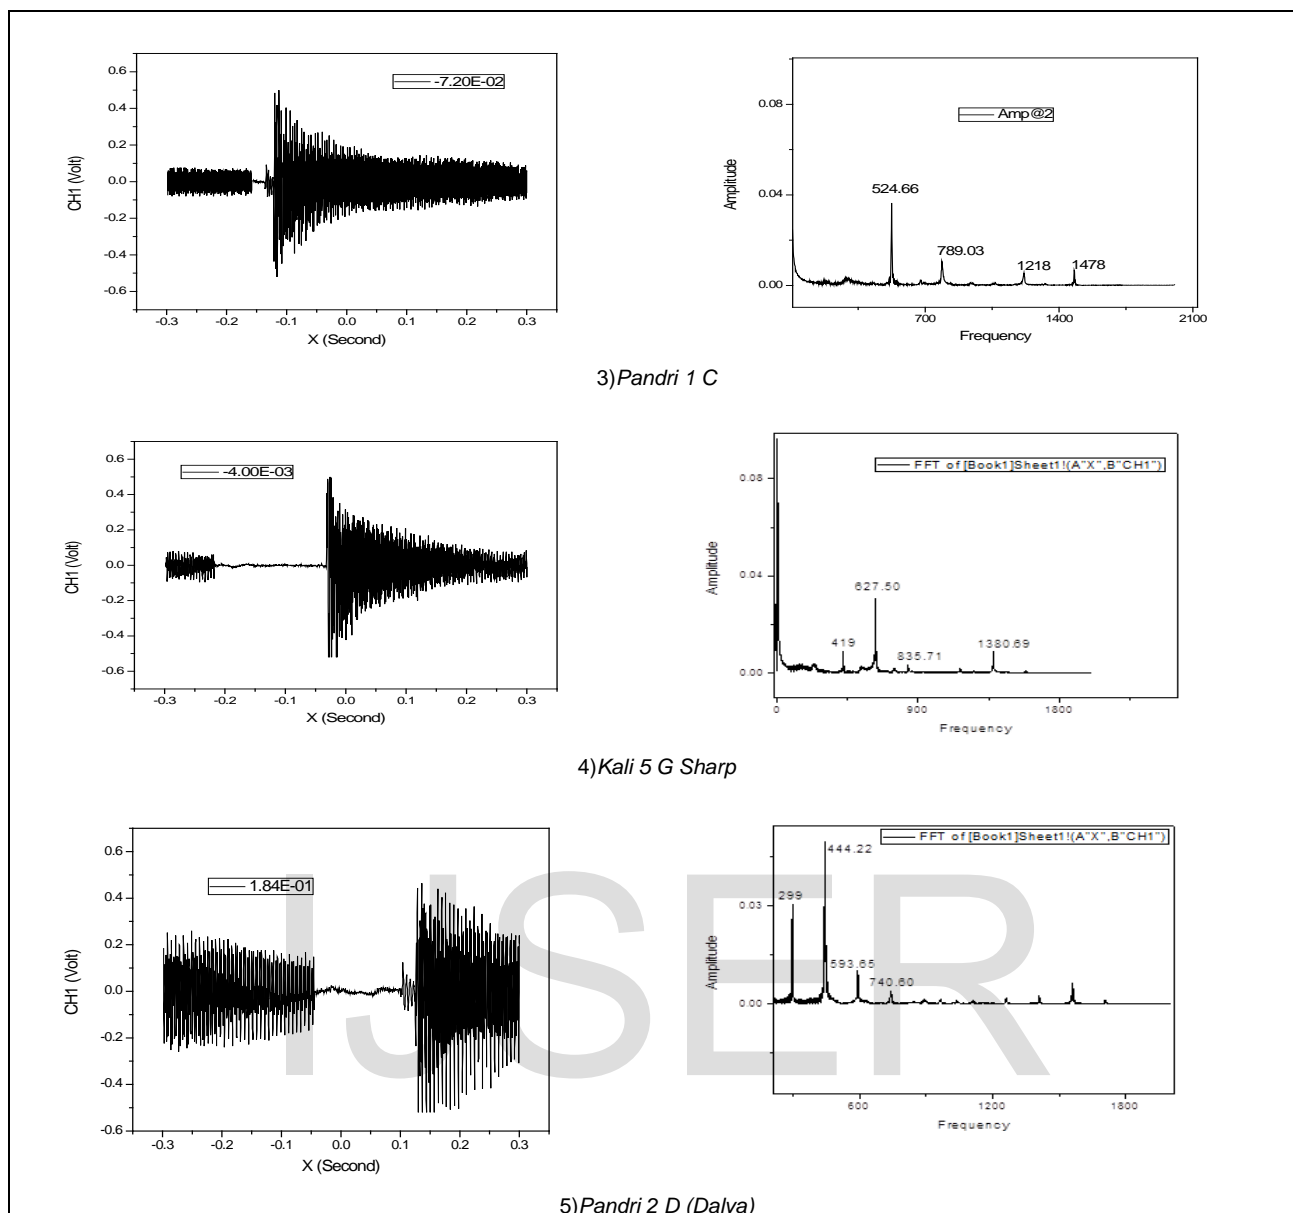 0.6
0.4
0.2
0.0
-0.2
-0.4
-0.6
CH1 (Volt)
-7.20E-02
-0.3 -0.2 -0.1 0.0 0.1 0.2 0.3
X (Second)
0.08
0.04
0.00
Amplitude
Amp@2
524.66
789.03
1218
1478
700 1400 2100
Frequency
3)Pandri 1 C
0.6
0.4
0.2
0.0
-0.2
-0.4
-0.6
CH1 (Volt)
-4.00E-03
-0.3 -0.2 -0.1 0.0 0.1 0.2 0.3
X (Second)
0.08
0.04
0.00
Amplitude
FFT of [Book1]Sheet1!(A"X",B"CH1")
627.50
419
835.71
1380.69
0 900 1800
Frequency
4)Kali 5 G Sharp
0.6
0.4
0.2
0.0
-0.2
-0.4
-0.6
CH1 (Volt)
1.84E-01
-0.3 -0.2 -0.1 0.0 0.1 0.2 0.3
X (Second)
0.03
0.00
Amplitude
FFT of [Book1]Sheet1!(A"X",B"CH1")
444.22
299
593.65
740.60
600 1200 1800
Frequency
IJSER
5)Pandri 2 D (Dalva)